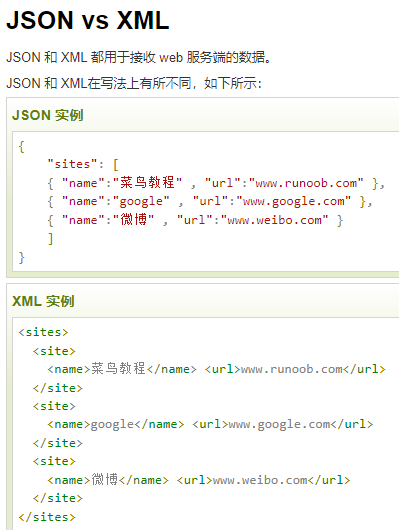 JSON vs XML
JSON 和 XML 都用于接收 web 服务端的数据。
JSON 和 XML在写法上有所不同，如下所示：
JSON 实例
{
    "sites": [
    { "name":"菜鸟教程" , "url":"www.runoob.com" },
    { "name":"google" , "url":"www.google.com" },
    { "name":"微博" , "url":"www.weibo.com" }
    ]
}
XML 实例
<sites>
  <site>
    <name>菜鸟教程</name> <url>www.runoob.com</url>
  </site>
  <site>
    <name>google</name> <url>www.google.com</url>
  </site>
  <site>
    <name>微博</name> <url>www.weibo.com</url>
  </site>
</sites>